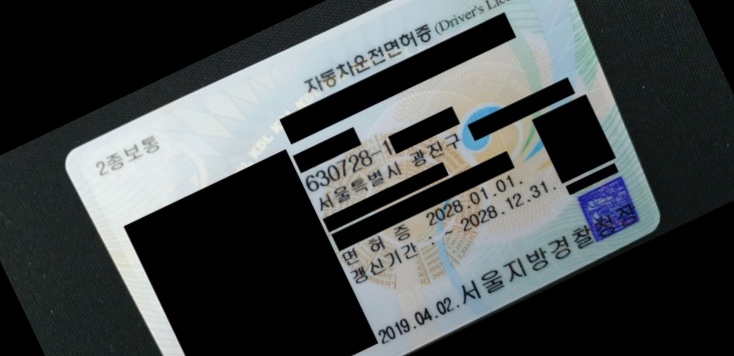 자동차운전면허증 (Driver's Lice
2종보통
630728-1
서울특별시 광진구
면 허 증 2028.01.01.
갱신기간 : ~ 2028.12.31.
2019.04.02. 서울지방경찰청장